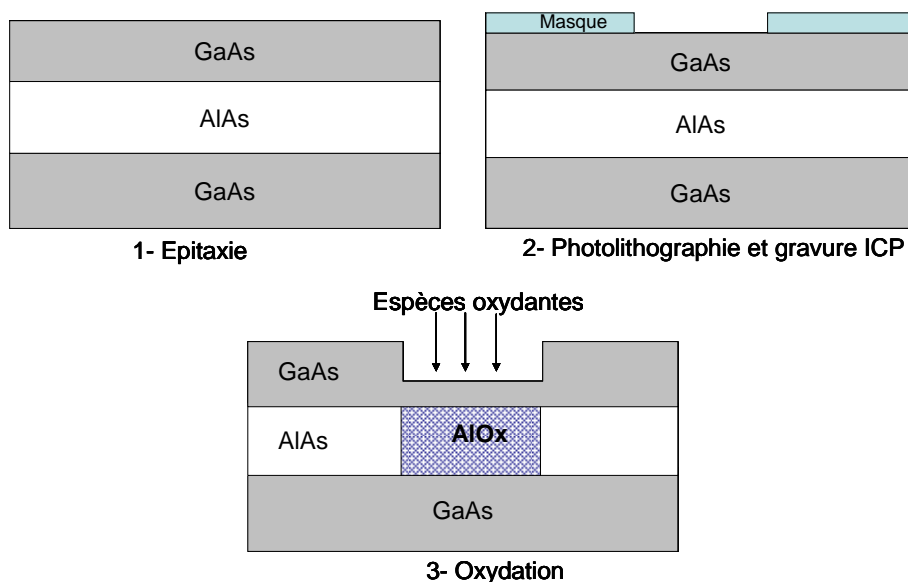 GaAs
AlAs
GaAs
1- Epitaxie
Masque
GaAs
AlAs
GaAs
2- Photolithographie et gravure ICP
Espèces oxydantes
GaAs
AlAs
AlOx
GaAs
3- Oxydation